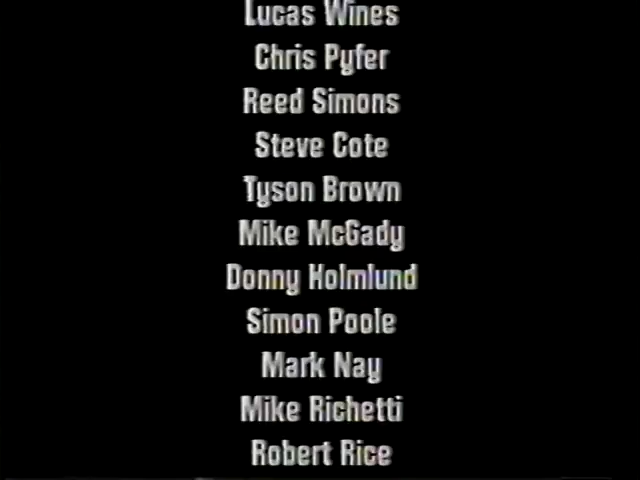 Lucas Wines
Chris Pyfer
Reed Simons
Steve Cote
Tyson Brown
Mike McGady
Donny Holmlund
Simon Poole
Mark Nay
Mike Richetti
Robert Rice